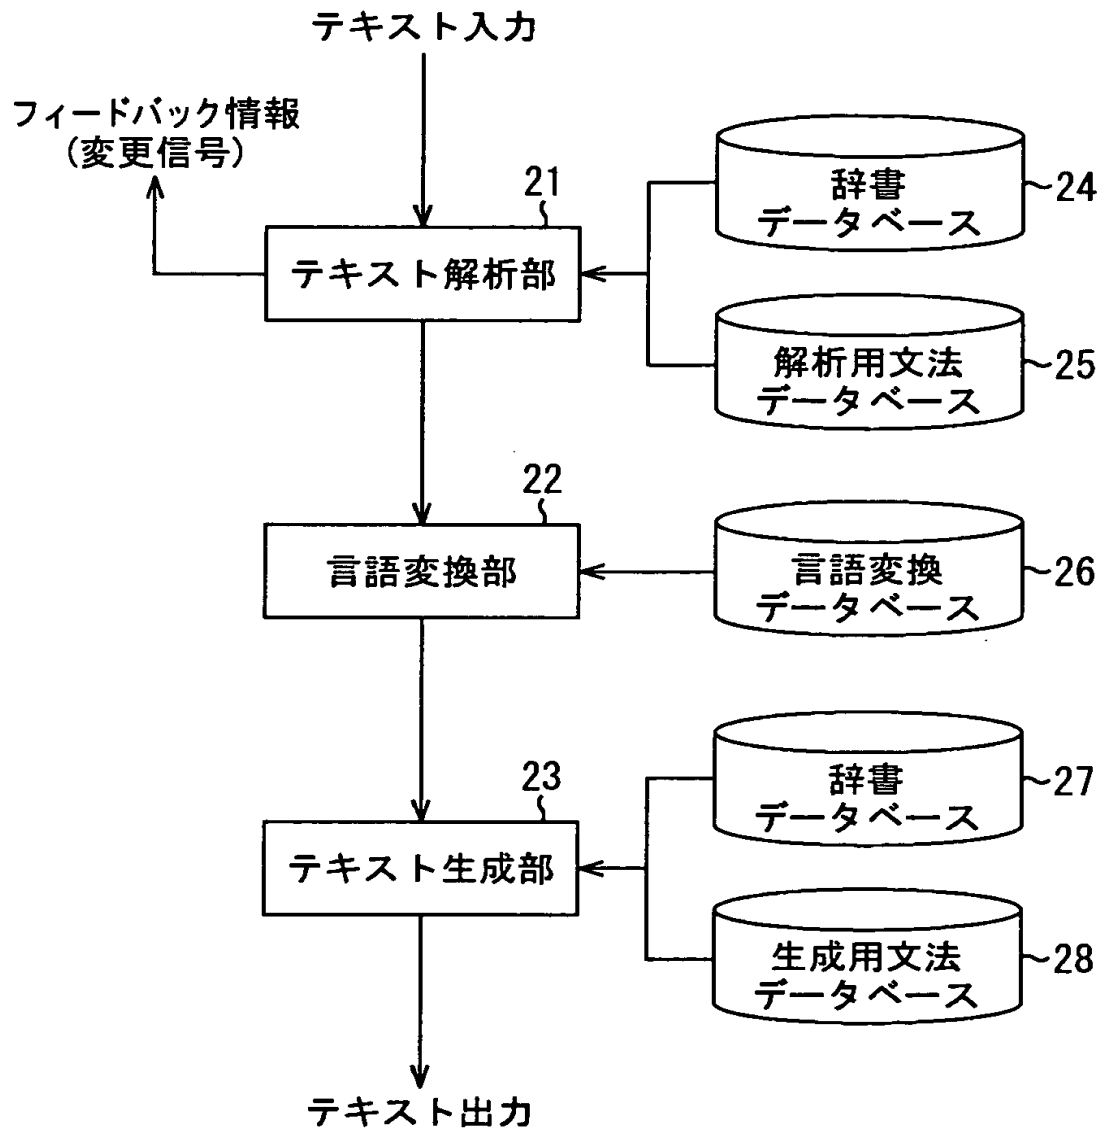 テキスト入力
フィードバック情報
(変更信号)
21
テキスト解析部
辞書
データベース
24
解析用文法
データベース
25
22
言語変換部
言語変換
データベース
26
23
テキスト生成部
辞書
データベース
27
生成用文法
データベース
28
テキスト出力